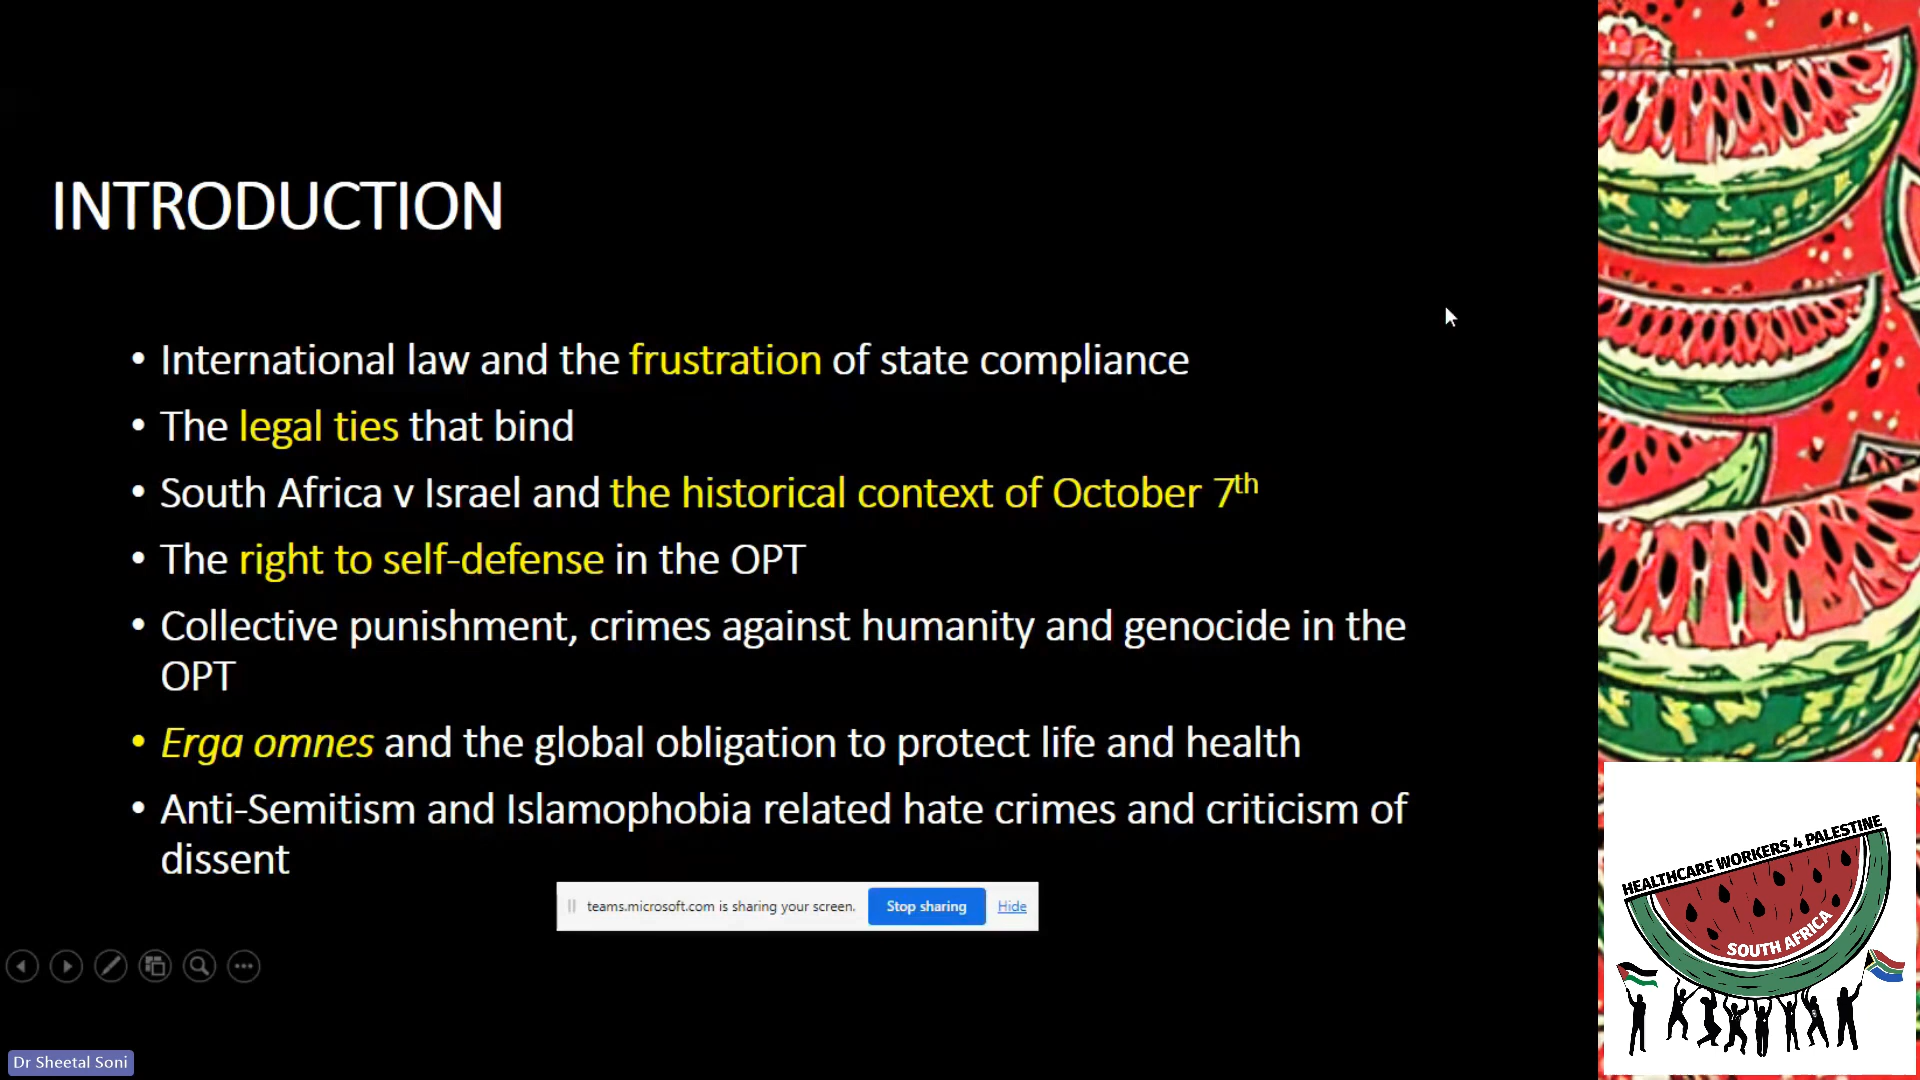 INTRODUCTION
• International law and the frustration of state compliance
• The legal ties that bind
• South Africa v Israel and the historical context of October 7th
• The right to self-defense in the OPT
• Collective punishment, crimes against humanity and genocide in the
OPT
• Erga omnes and the global obligation to protect life and health
• Anti-Semitism and Islamophobia related hate crimes and criticism of
dissent
teams.microsoft.com is sharing your screen. Stop sharing Hide
HEALTHCARE WORKERS 4 PALESTINE
SOUTH AFRICA
Dr Sheetal Soni